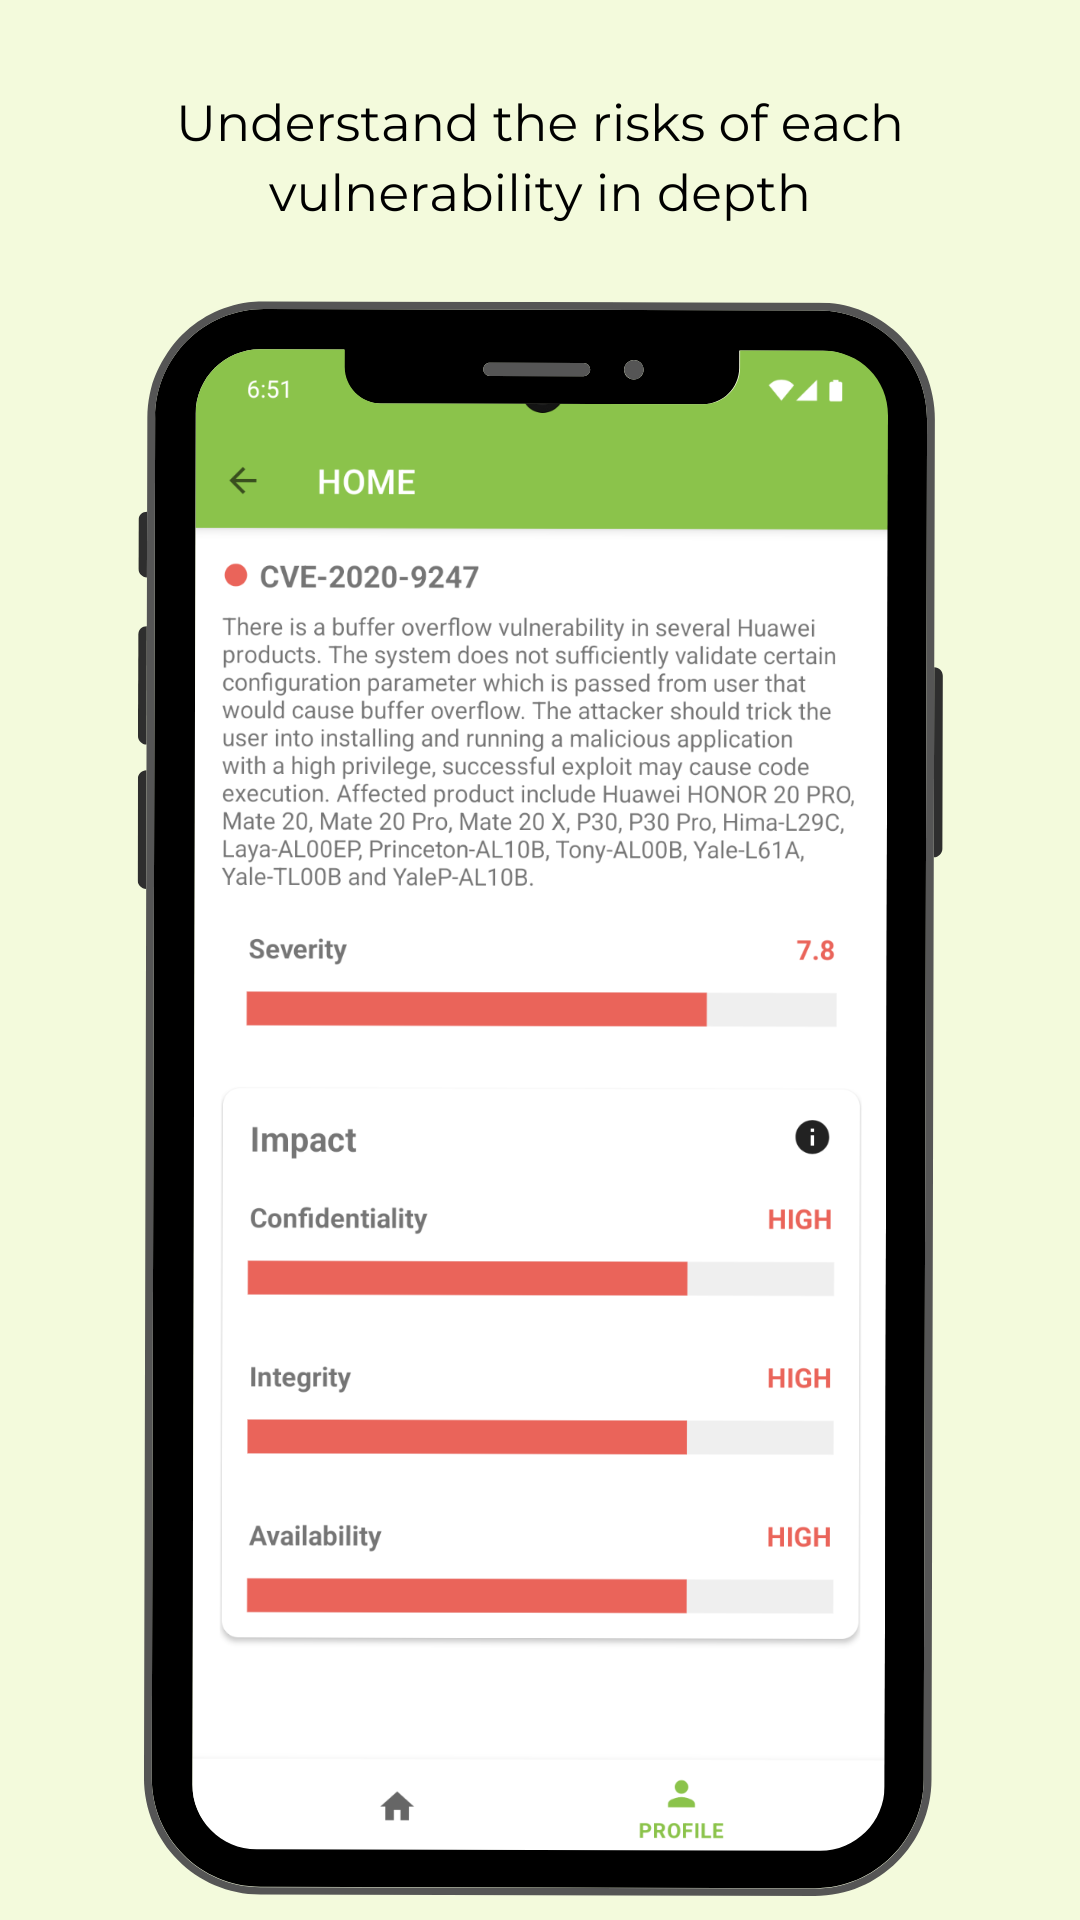 Understand the risks of each
vulnerability in depth
6:51
HOME
CVE-2020-9247
There is a buffer overflow vulnerability in several Huawei
products. The system does not sufficiently validate certain
configuration parameter which is passed from user that
would cause buffer overflow. The attacker should trick the
user into installing and running a malicious application
with a high privilege, successful exploit may cause code
execution. Affected product include Huawei HONOR 20 PRO,
Mate 20, Mate 20 Pro, Mate 20 X, P30, P30 Pro, Hima-L29C,
Laya-AL00EP, Princeton-AL10B, Tony-AL00B, Yale-L61A,
Yale-TL00B and YaleP-AL10B.
Severity 7.8
Impact
Confidentiality HIGH
Integrity HIGH
Availability HIGH
PROFILE